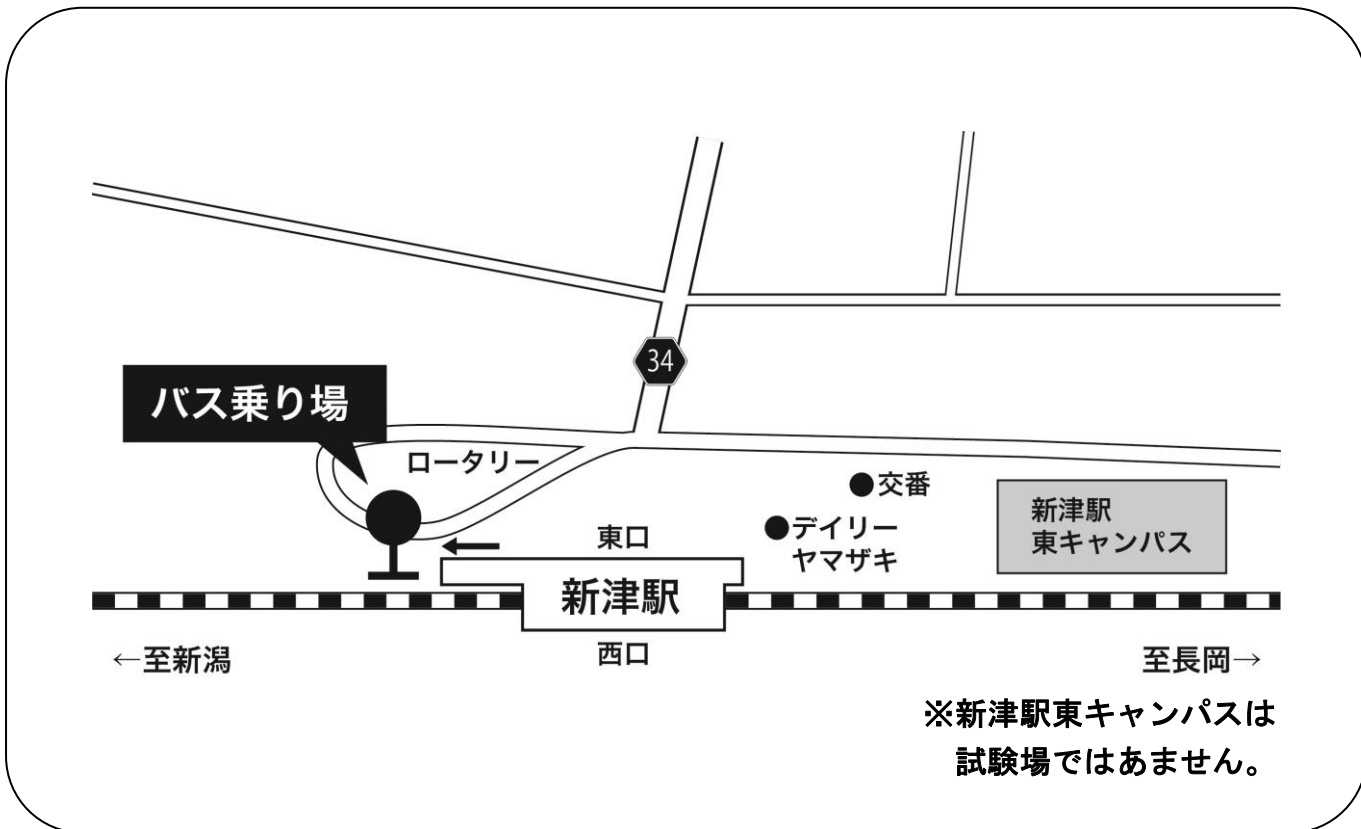 34
バス乗り場
ロータリー
●交番
●デイリー
ヤマザキ
新津駅
東キャンパス
東口
新津駅
西口
←至新潟
至長岡→
※新津駅東キャンパスは
試験場ではあません。